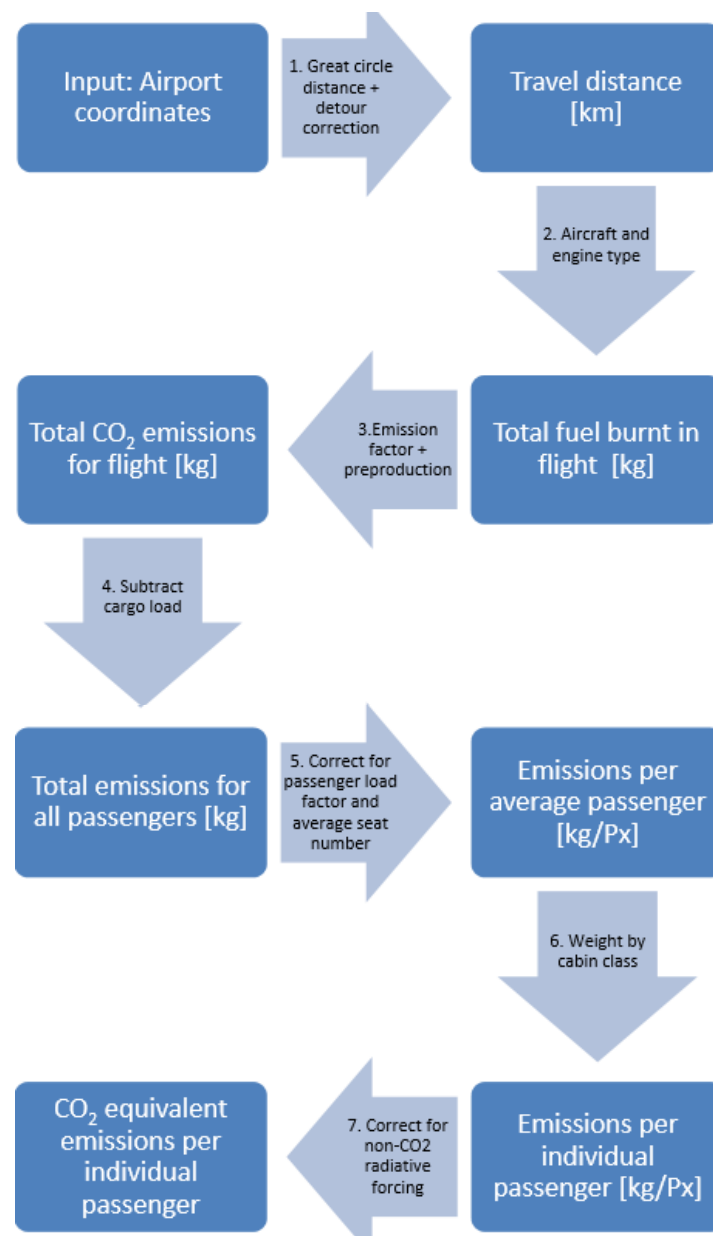 Input: Airport
coordinates
1. Great circle
distance +
detour
correction
Travel distance
[km]
2. Aircraft and
engine type
Total fuel burnt in
flight [kg]
3.Emission
factor +
preproduction
Total CO₂ emissions
for flight [kg]
4. Subtract
cargo load
Total emissions for
all passengers [kg]
5. Correct for
passenger load
factor and
average seat
number
Emissions per
average passenger
[kg/Px]
6. Weight by
cabin class
Emissions per
individual
passenger [kg/Px]
7. Correct for
non-CO2
radiative
forcing
CO₂ equivalent
emissions per
individual
passenger